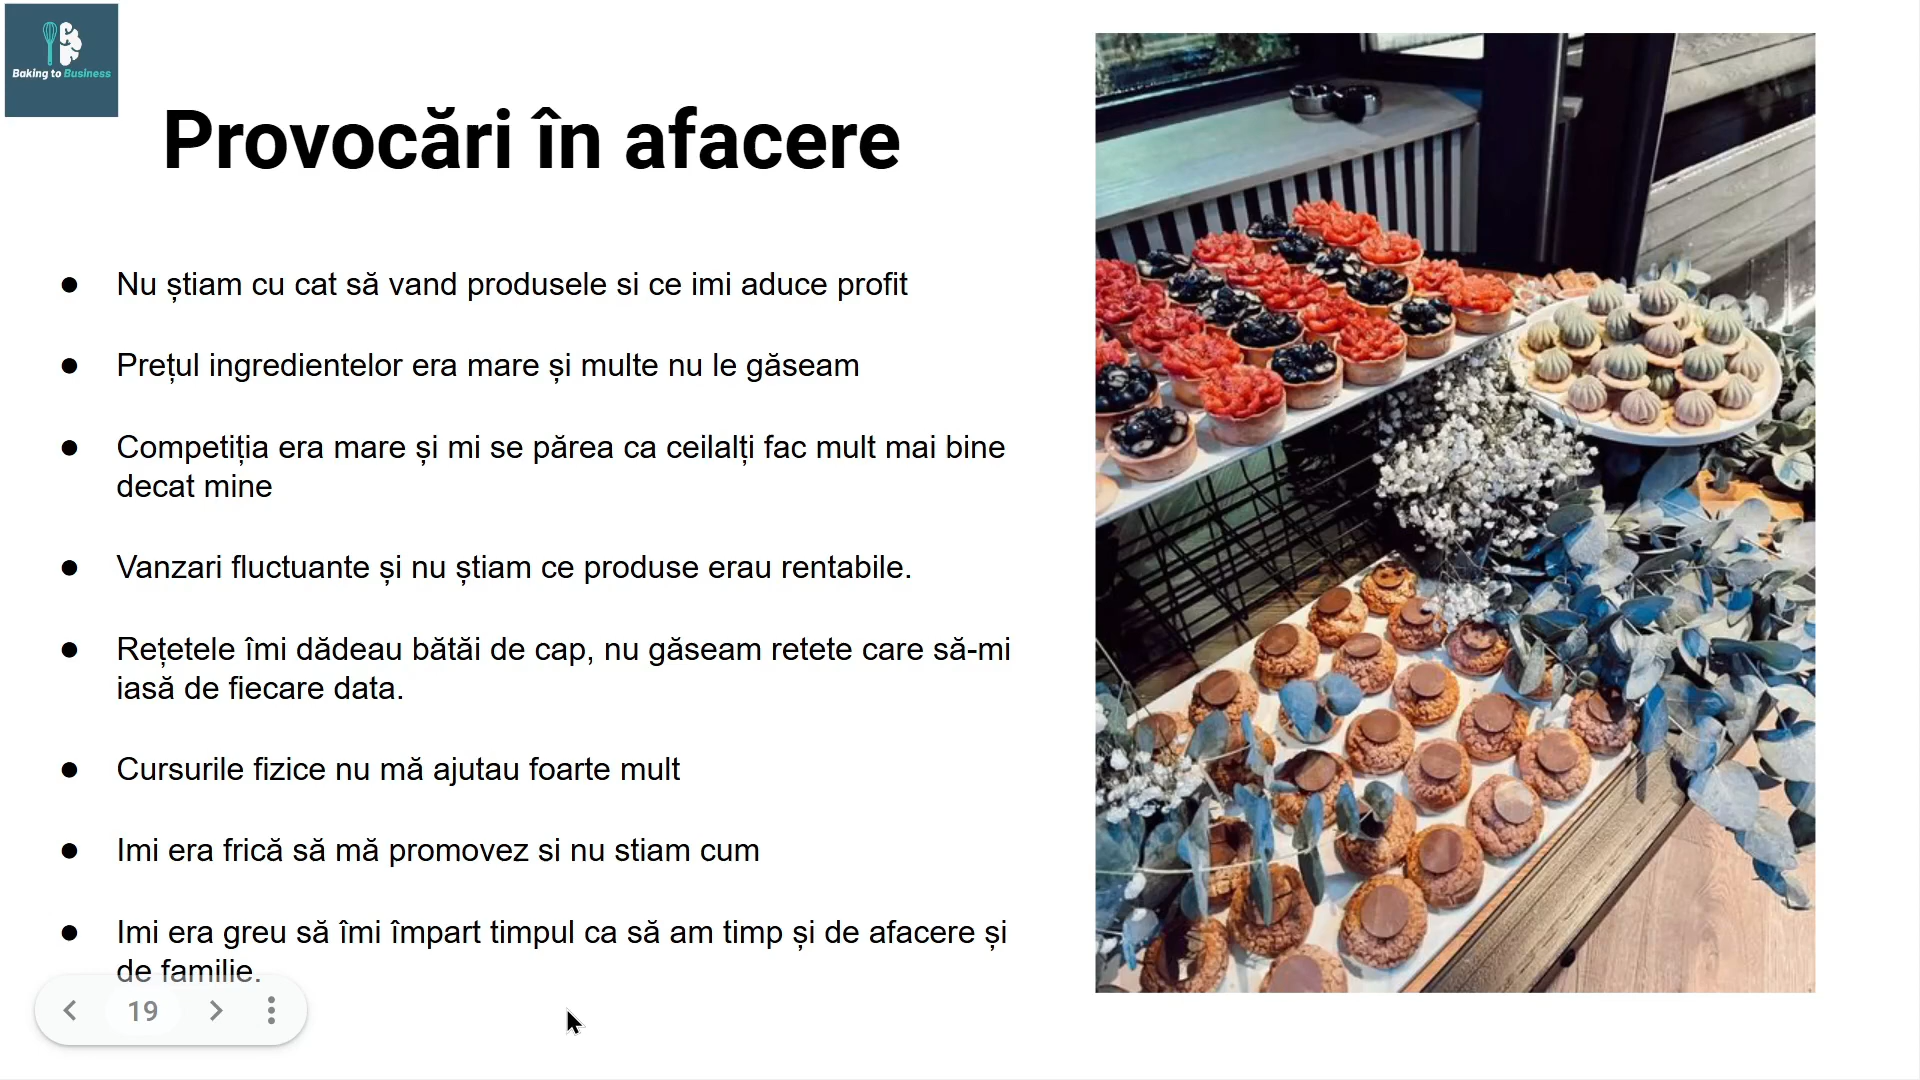 Baking to Business
Provocări în afacere
● Nu știam cu cat să vand produsele si ce imi aduce profit
● Prețul ingredientelor era mare și multe nu le găseam
● Competiția era mare și mi se părea ca ceilalți fac mult mai bine
decat mine
● Vanzari fluctuante și nu știam ce produse erau rentabile.
● Rețetele îmi dădeau bătăi de cap, nu găseam retete care să-mi
iasă de fiecare data.
● Cursurile fizice nu mă ajutau foarte mult
● Imi era frică să mă promovez si nu stiam cum
● Imi era greu să îmi împart timpul ca să am timp și de afacere și
de familie.
19